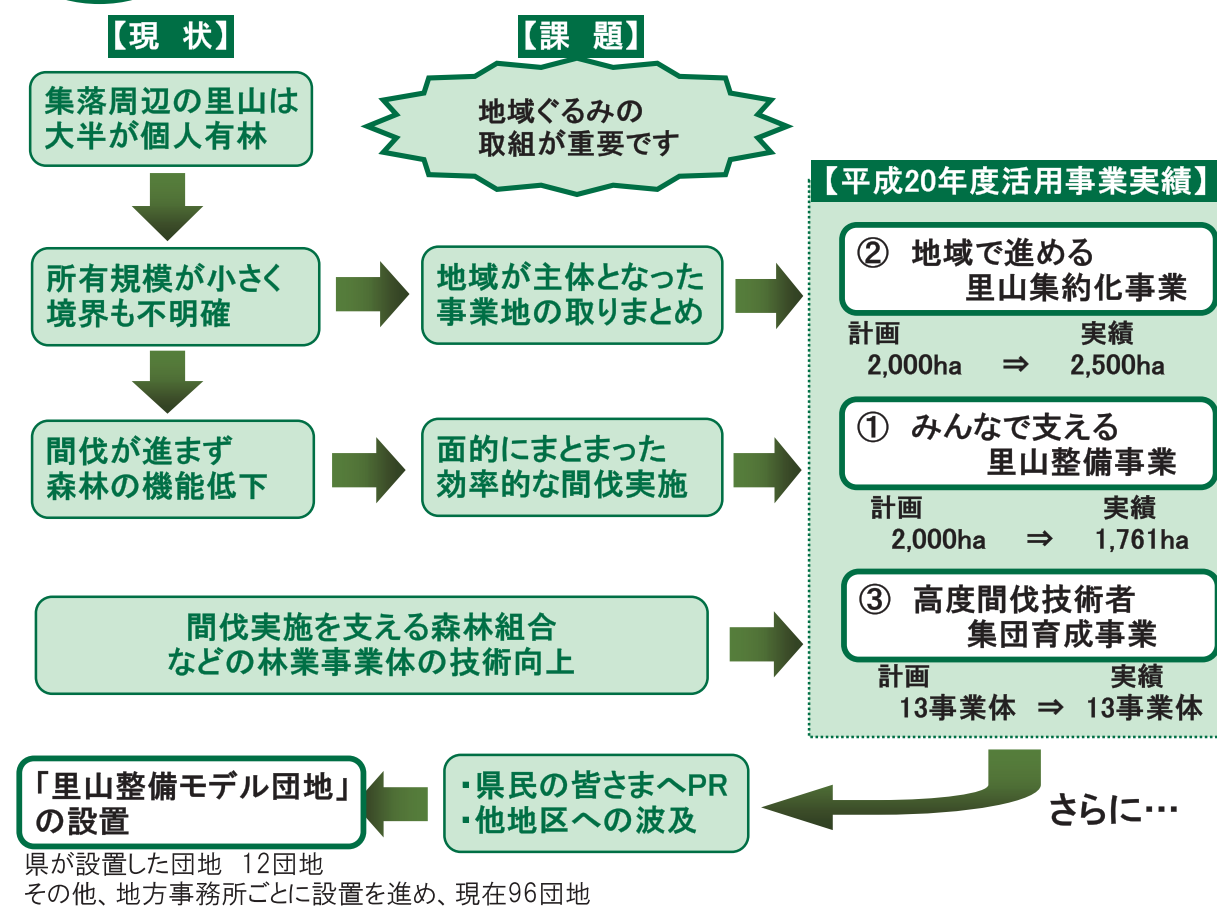 【現 状】
集落周辺の里山は
大半が個人有林
所有規模が小さく
境界も不明確
間伐が進まず
森林の機能低下
【課 題】
地域ぐるみの
取組が重要です
地域が主体となった
事業地の取りまとめ
面的にまとまった
効率的な間伐実施
間伐実施を支える森林組合
などの林業事業体の技術向上
【平成20年度活用事業実績】
② 地域で進める
里山集約化事業
計画 実績
2,000ha ⇒ 2,500ha
① みんなで支える
里山整備事業
計画 実績
2,000ha ⇒ 1,761ha
③ 高度間伐技術者
集団育成事業
計画 実績
13事業体 ⇒ 13事業体
さらに…
・県民の皆さまへPR
・他地区への波及
「里山整備モデル団地」
の設置
県が設置した団地 12団地
その他、地方事務所ごとに設置を進め、現在96団地